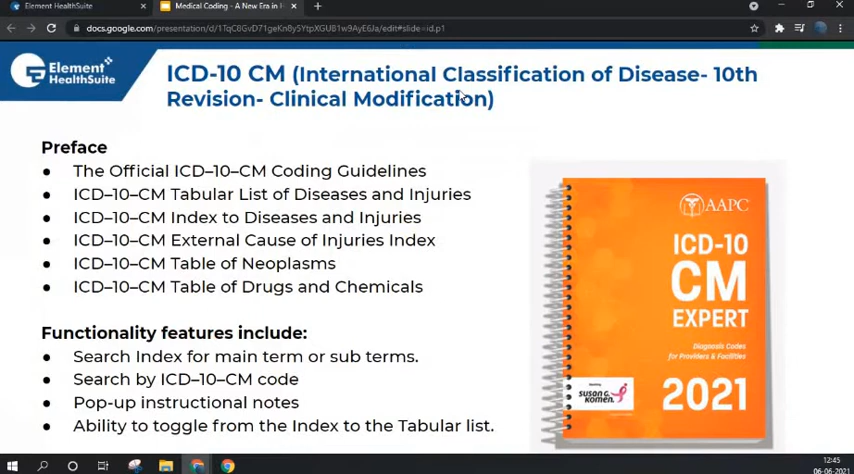 Element HealthSuite
Medical Coding - A New Era in
docs.google.com/presentation/d/1TqC8GvD71geKn8y5YtpXGU81w9AyE6Ja/edit#slide=id.p1
Element
HealthSuite
ICD-10 CM (International Classification of Disease- 10th
Revision- Clinical Modification)
Preface
● The Official ICD–10–CM Coding Guidelines
● ICD–10–CM Tabular List of Diseases and Injuries
● ICD–10–CM Index to Diseases and Injuries
● ICD–10–CM External Cause of Injuries Index
● ICD–10–CM Table of Neoplasms
● ICD–10–CM Table of Drugs and Chemicals
Functionality features include:
● Search Index for main term or sub terms.
● Search by ICD–10–CM code
● Pop-up instructional notes
● Ability to toggle from the Index to the Tabular list.
AAPC
ICD-10
CM
EXPERT
Diagnosis Codes
for Providers & Facilities
SUSAN G.
KOMEN.
2021
12:45
06-06-2021